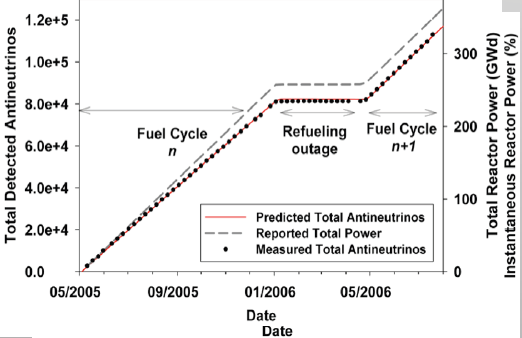 1.2e+5
1.0e+5
8.0e+4
6.0e+4
4.0e+4
2.0e+4
0.0
Total Detected Antineutrinos
Fuel Cycle
n
Refueling
outage
Fuel Cycle
n+1
Predicted Total Antineutrinos
Reported Total Power
Measured Total Antineutrinos
300
200
100
0
Total Reactor Power (GWd)
Instantaneous Reactor Power (%)
05/2005
09/2005
01/2006
05/2006
Date
Date